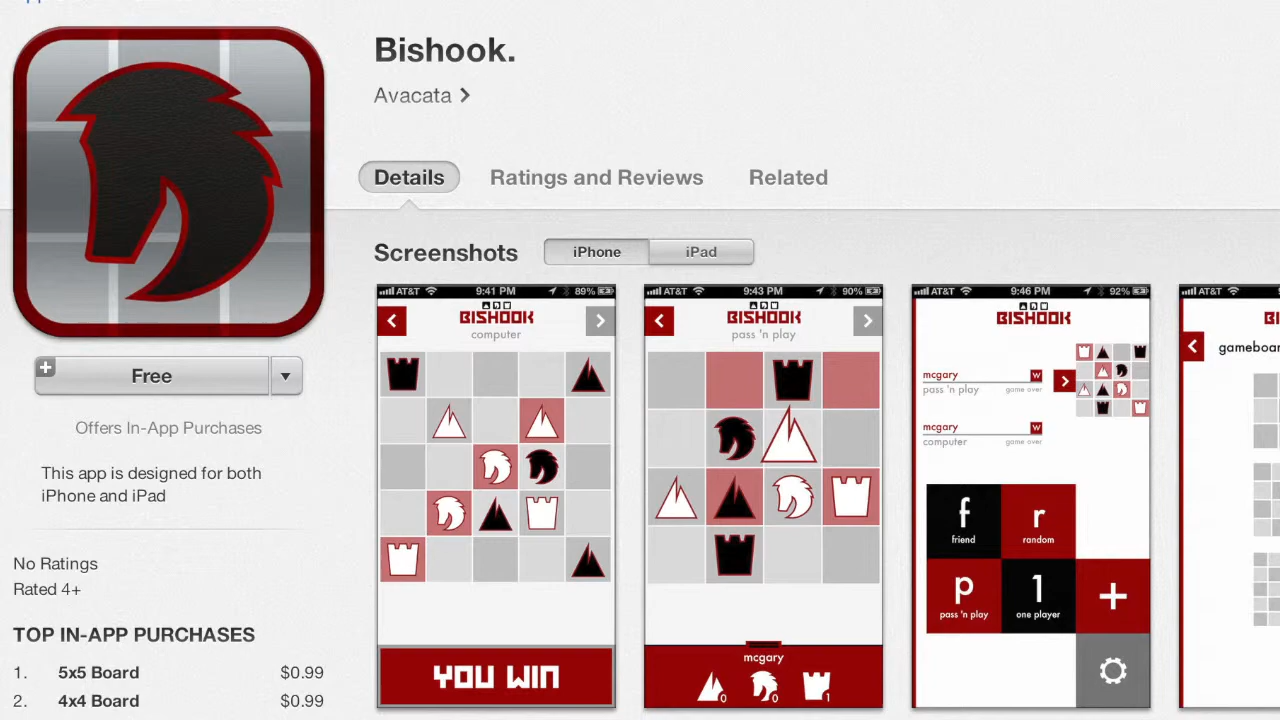 Bishook.
Avacata
Details
Ratings and Reviews
Related
Screenshots
iPhone
iPad
Free
Offers In-App Purchases
This app is designed for both
iPhone and iPad
No Ratings
Rated 4+
TOP IN-APP PURCHASES
1. 5x5 Board $0.99
2. 4x4 Board $0.99
AT&T 9:41 PM 89%
BISHOOK
computer
YOU WIN
AT&T 9:43 PM 90%
BISHOOK
pass 'n play
mcgary
0 0 1
AT&T 9:46 PM 92%
BISHOOK
mcgary w
pass 'n play game over
mcgary w
computer game over
f
friend
r
random
p
pass 'n play
1
one player
+
AT&T
BI
gameboar